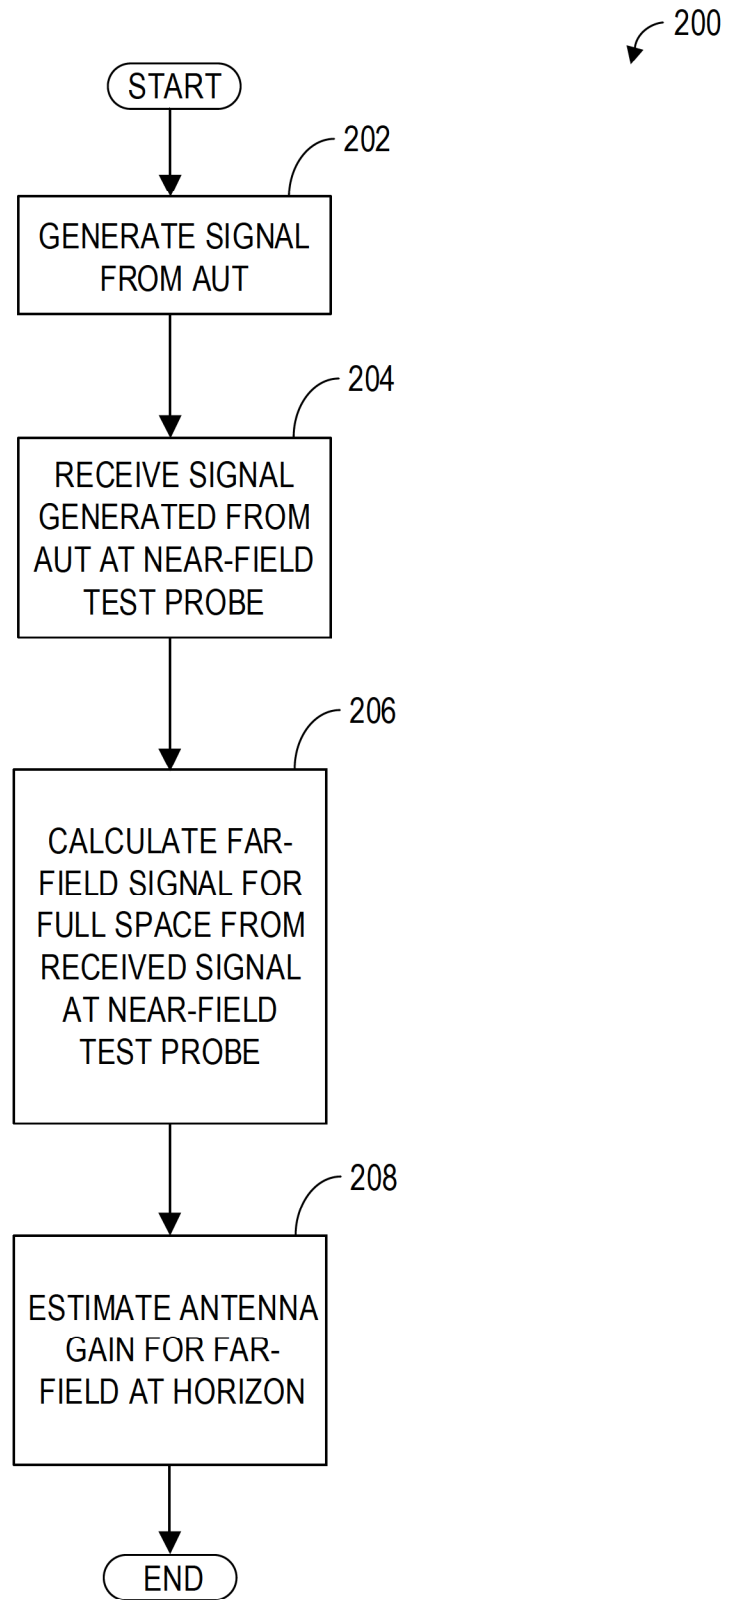 200
START
202
GENERATE SIGNAL
FROM AUT
204
RECEIVE SIGNAL
GENERATED FROM
AUT AT NEAR-FIELD
TEST PROBE
206
CALCULATE FAR-
FIELD SIGNAL FOR
FULL SPACE FROM
RECEIVED SIGNAL
AT NEAR-FIELD
TEST PROBE
208
ESTIMATE ANTENNA
GAIN FOR FAR-
FIELD AT HORIZON
END